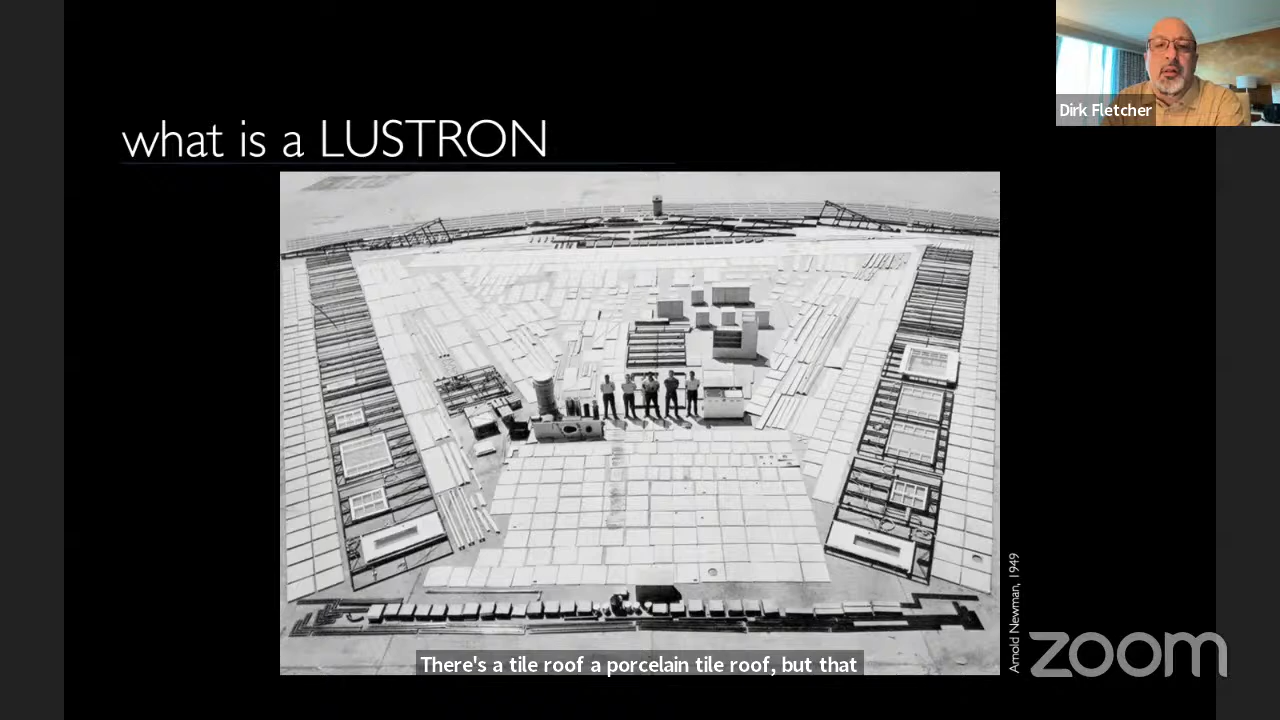 Dirk Fletcher
what is a LUSTRON
Arnold Newman, 1949
There's a tile roof a porcelain tile roof, but that
zoom